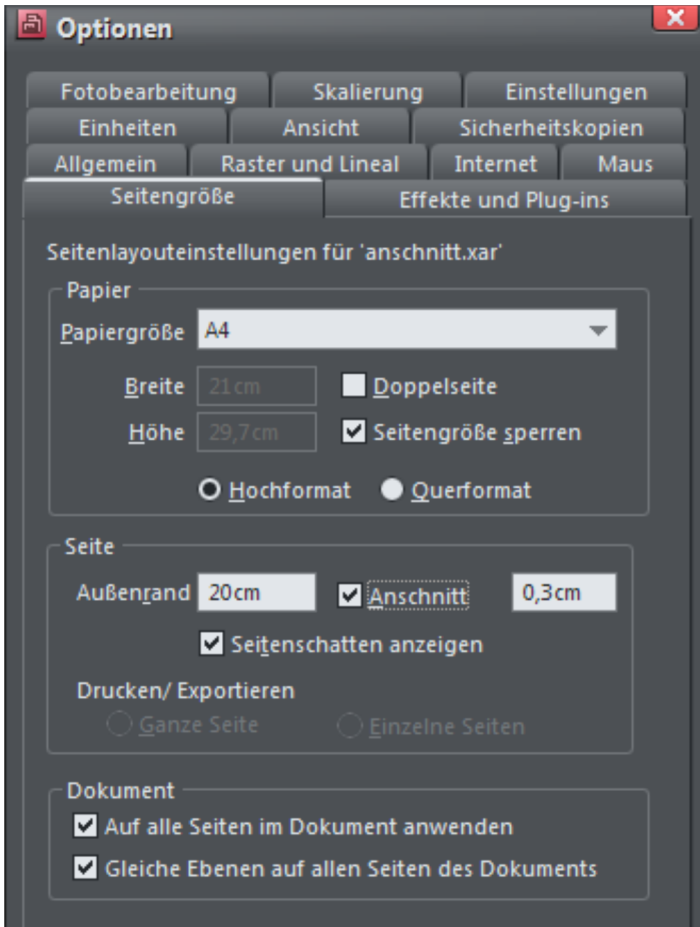 Optionen
Fotobearbeitung Skalierung Einstellungen
Einheiten Ansicht Sicherheitskopien
Allgemein Raster und Lineal Internet Maus
Seitengröße Effekte und Plug-ins
Seitenlayouteinstellungen für 'anschnitt.xar'
Papier
Papiergröße A4
Breite 21cm Doppelseite
Höhe 29,7cm Seitengröße sperren
Hochformat Querformat
Seite
Außenrand 20cm Anschnitt 0,3cm
Seitenschatten anzeigen
Drucken/ Exportieren
Ganze Seite Einzelne Seiten
Dokument
Auf alle Seiten im Dokument anwenden
Gleiche Ebenen auf allen Seiten des Dokuments